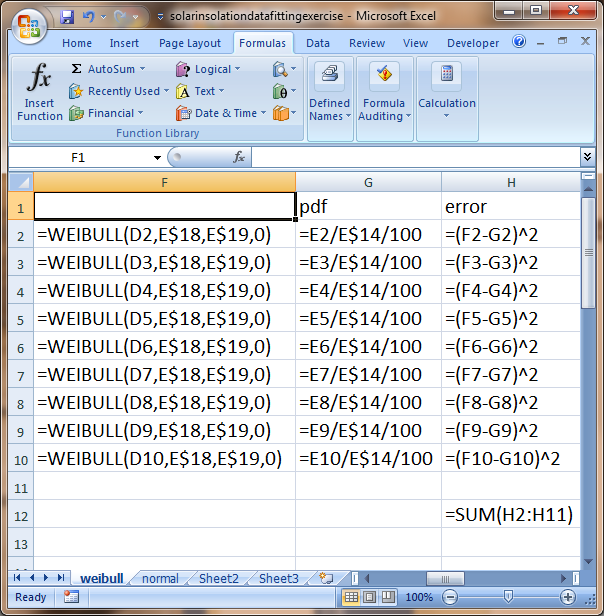 solarinsolationdatafittingexercise - Microsoft Excel
Home Insert Page Layout Formulas Data Review View Developer
fx Σ AutoSum Logical
Insert Function Recently Used Text θ Defined Names Formula Auditing Calculation
Financial Date & Time
Function Library
F1 fx
F G H
1 pdf error
2 =WEIBULL(D2,E$18,E$19,0) =E2/E$14/100 =(F2-G2)^2
3 =WEIBULL(D3,E$18,E$19,0) =E3/E$14/100 =(F3-G3)^2
4 =WEIBULL(D4,E$18,E$19,0) =E4/E$14/100 =(F4-G4)^2
5 =WEIBULL(D5,E$18,E$19,0) =E5/E$14/100 =(F5-G5)^2
6 =WEIBULL(D6,E$18,E$19,0) =E6/E$14/100 =(F6-G6)^2
7 =WEIBULL(D7,E$18,E$19,0) =E7/E$14/100 =(F7-G7)^2
8 =WEIBULL(D8,E$18,E$19,0) =E8/E$14/100 =(F8-G8)^2
9 =WEIBULL(D9,E$18,E$19,0) =E9/E$14/100 =(F9-G9)^2
10 =WEIBULL(D10,E$18,E$19,0) =E10/E$14/100 =(F10-G10)^2
11
12 =SUM(H2:H11)
13
weibull normal Sheet2 Sheet3
Ready 100%